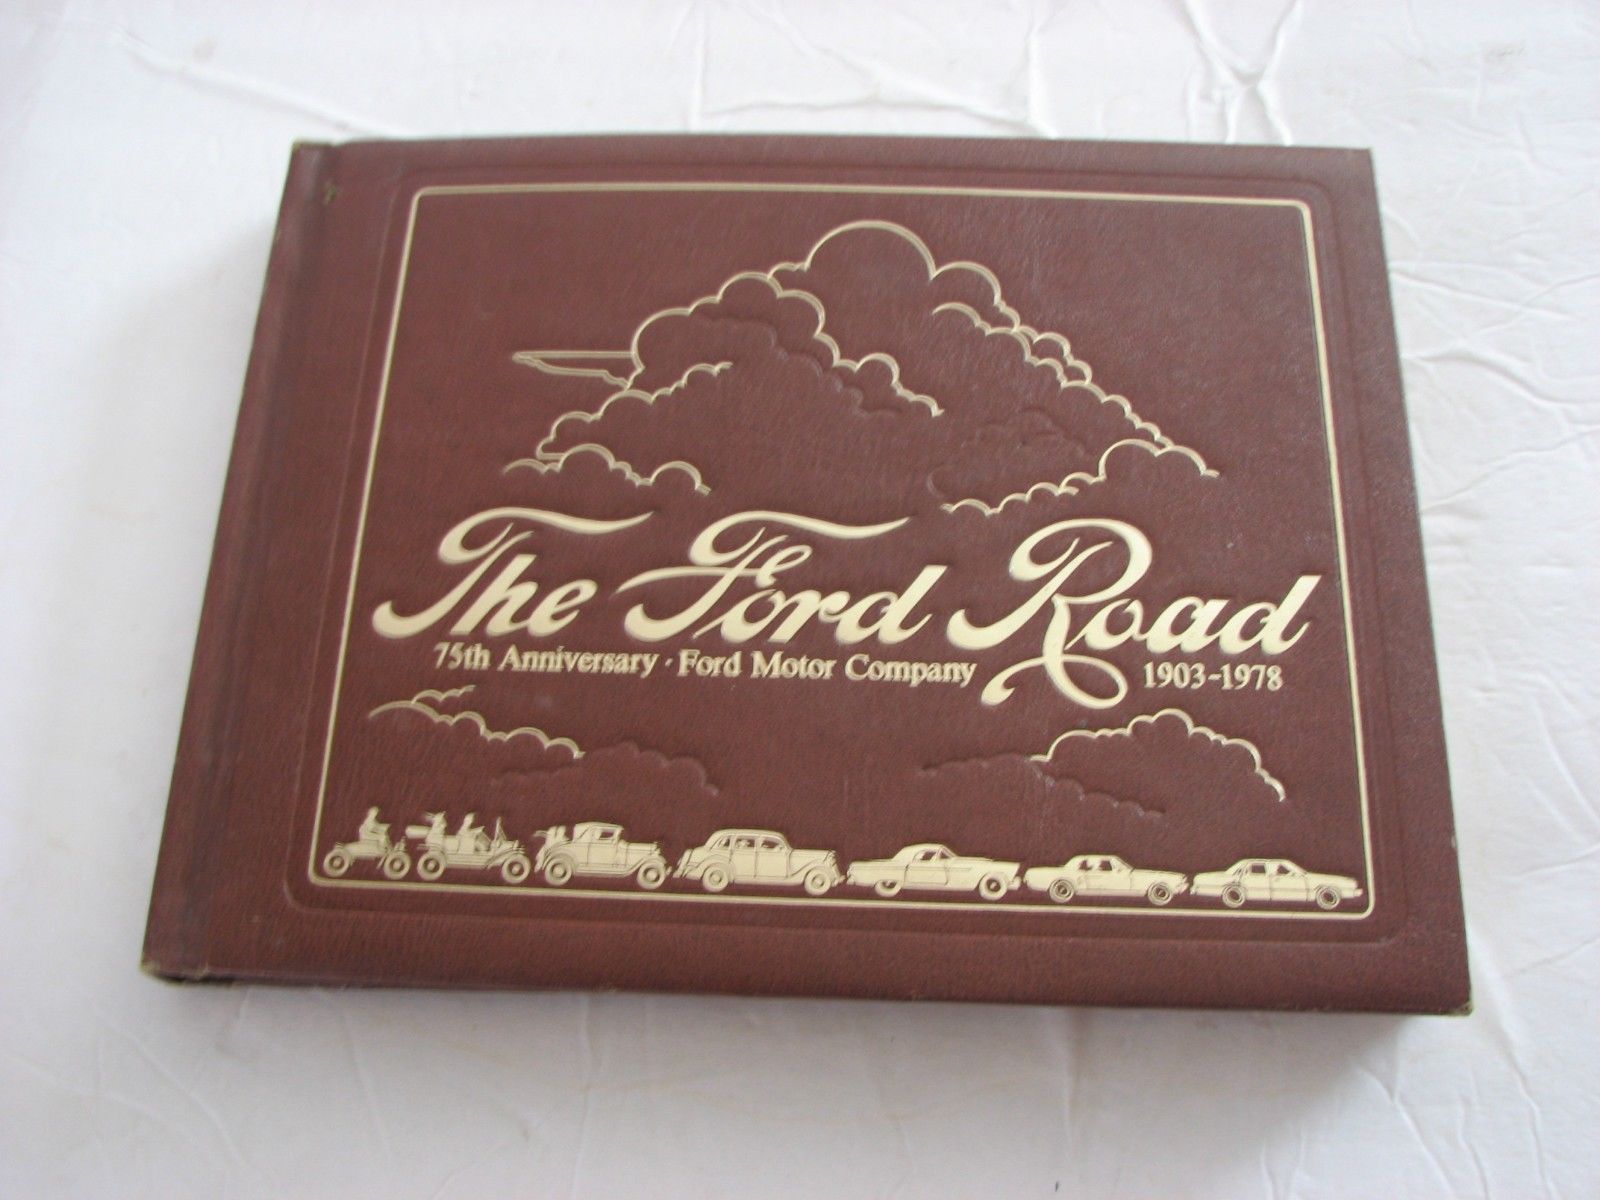 The Ford Road
75th Anniversary · Ford Motor Company 1903-1978